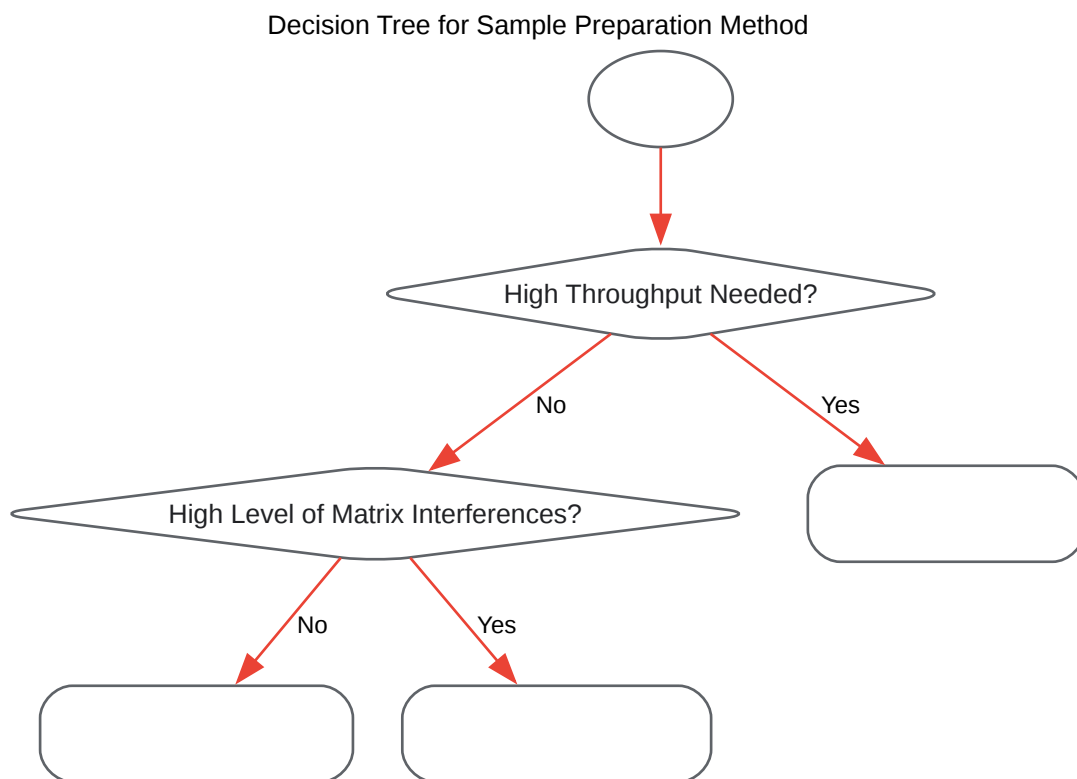 Decision Tree for Sample Preparation Method
High Throughput Needed?
No
Yes
High Level of Matrix Interferences?
No
Yes